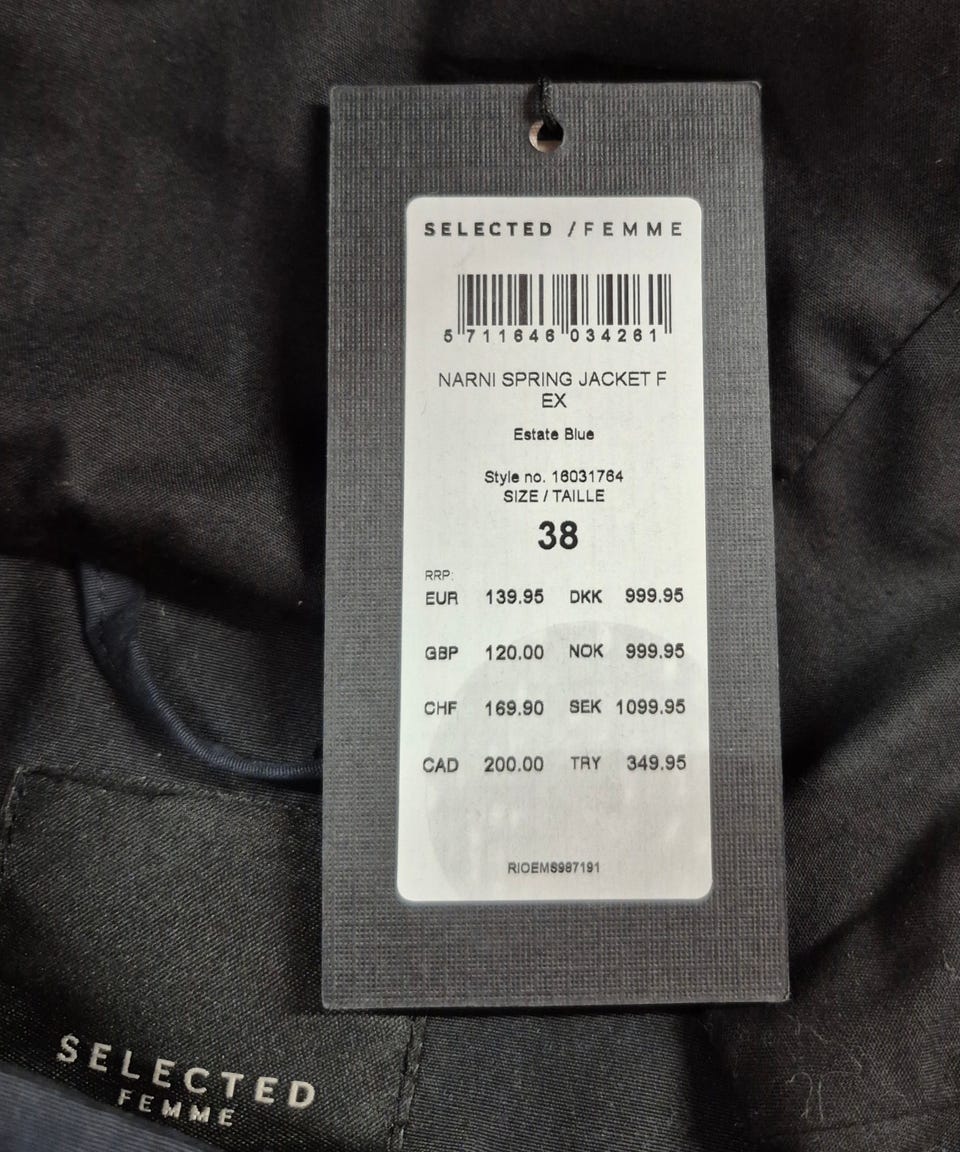 SELECTED /FEMME
5 711646 034261
NARNI SPRING JACKET F
EX
Estate Blue
Style no. 16031764
SIZE / TAILLE
38
RRP:
EUR 139.95 DKK 999.95
GBP 120.00 NOK 999.95
CHF 169.90 SEK 1099.95
CAD 200.00 TRY 349.95
RIOEMS987191
SELECTED
FEMME